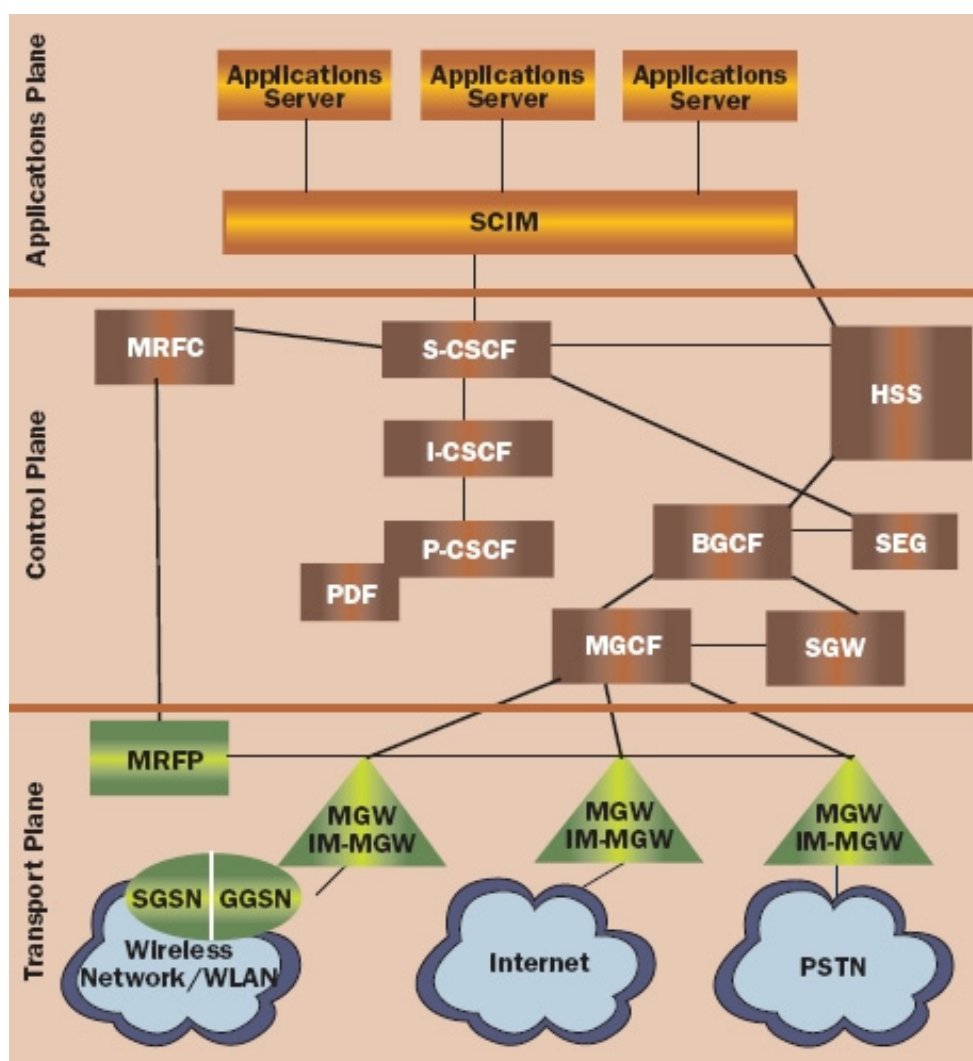 Applications Plane
Applications
Server
Applications
Server
Applications
Server
SCIM
Control Plane
MRFC
S-CSCF
HSS
I-CSCF
P-CSCF
PDF
BGCF
SEG
MGCF
SGW
Transport Plane
MRFP
MGW
IM-MGW
MGW
IM-MGW
MGW
IM-MGW
SGSN
GGSN
Wireless
Network/WLAN
Internet
PSTN